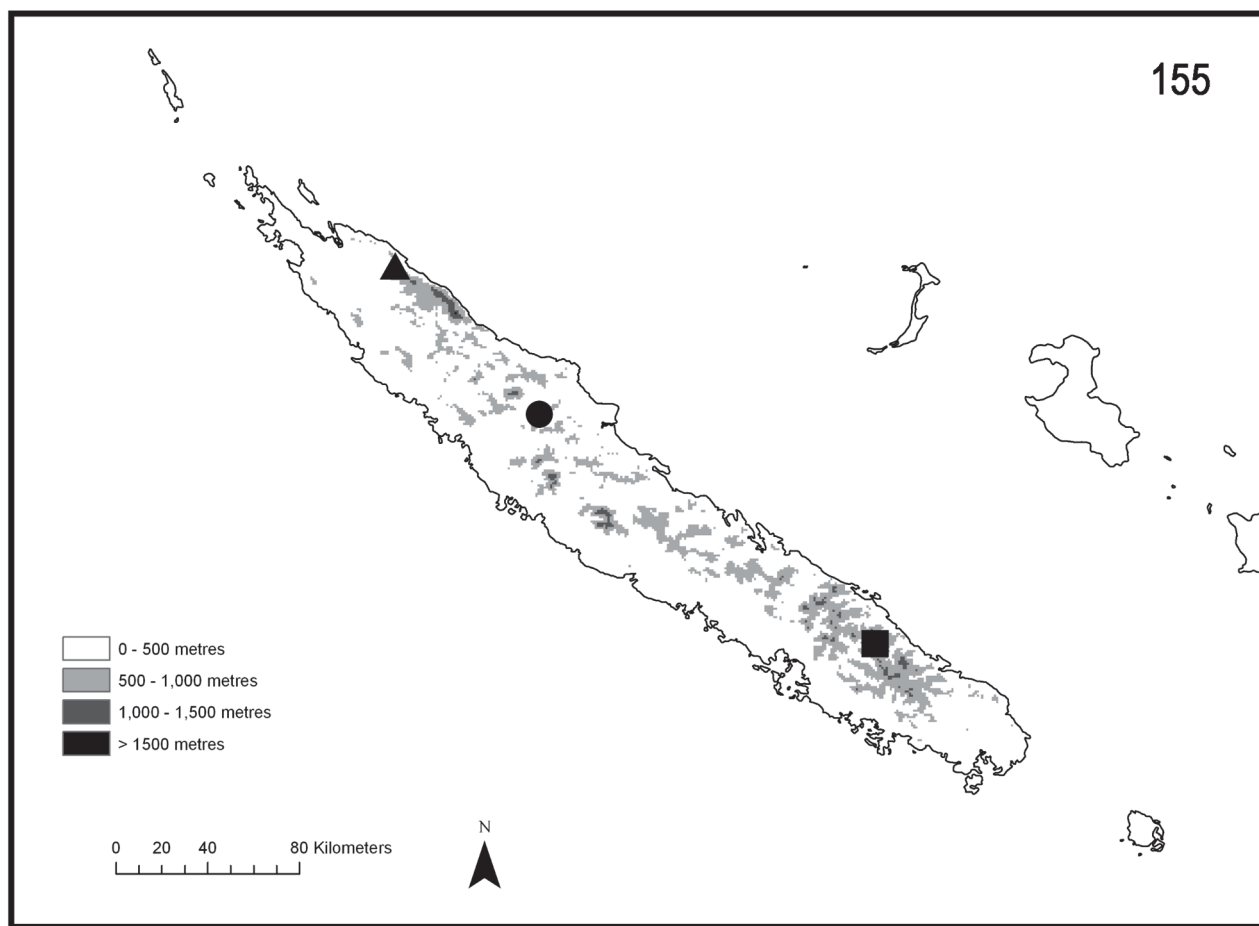 155
0 - 500 metres
500 - 1,000 metres
1,000 - 1,500 metres
> 1500 metres
N
0 20 40 80 Kilometers